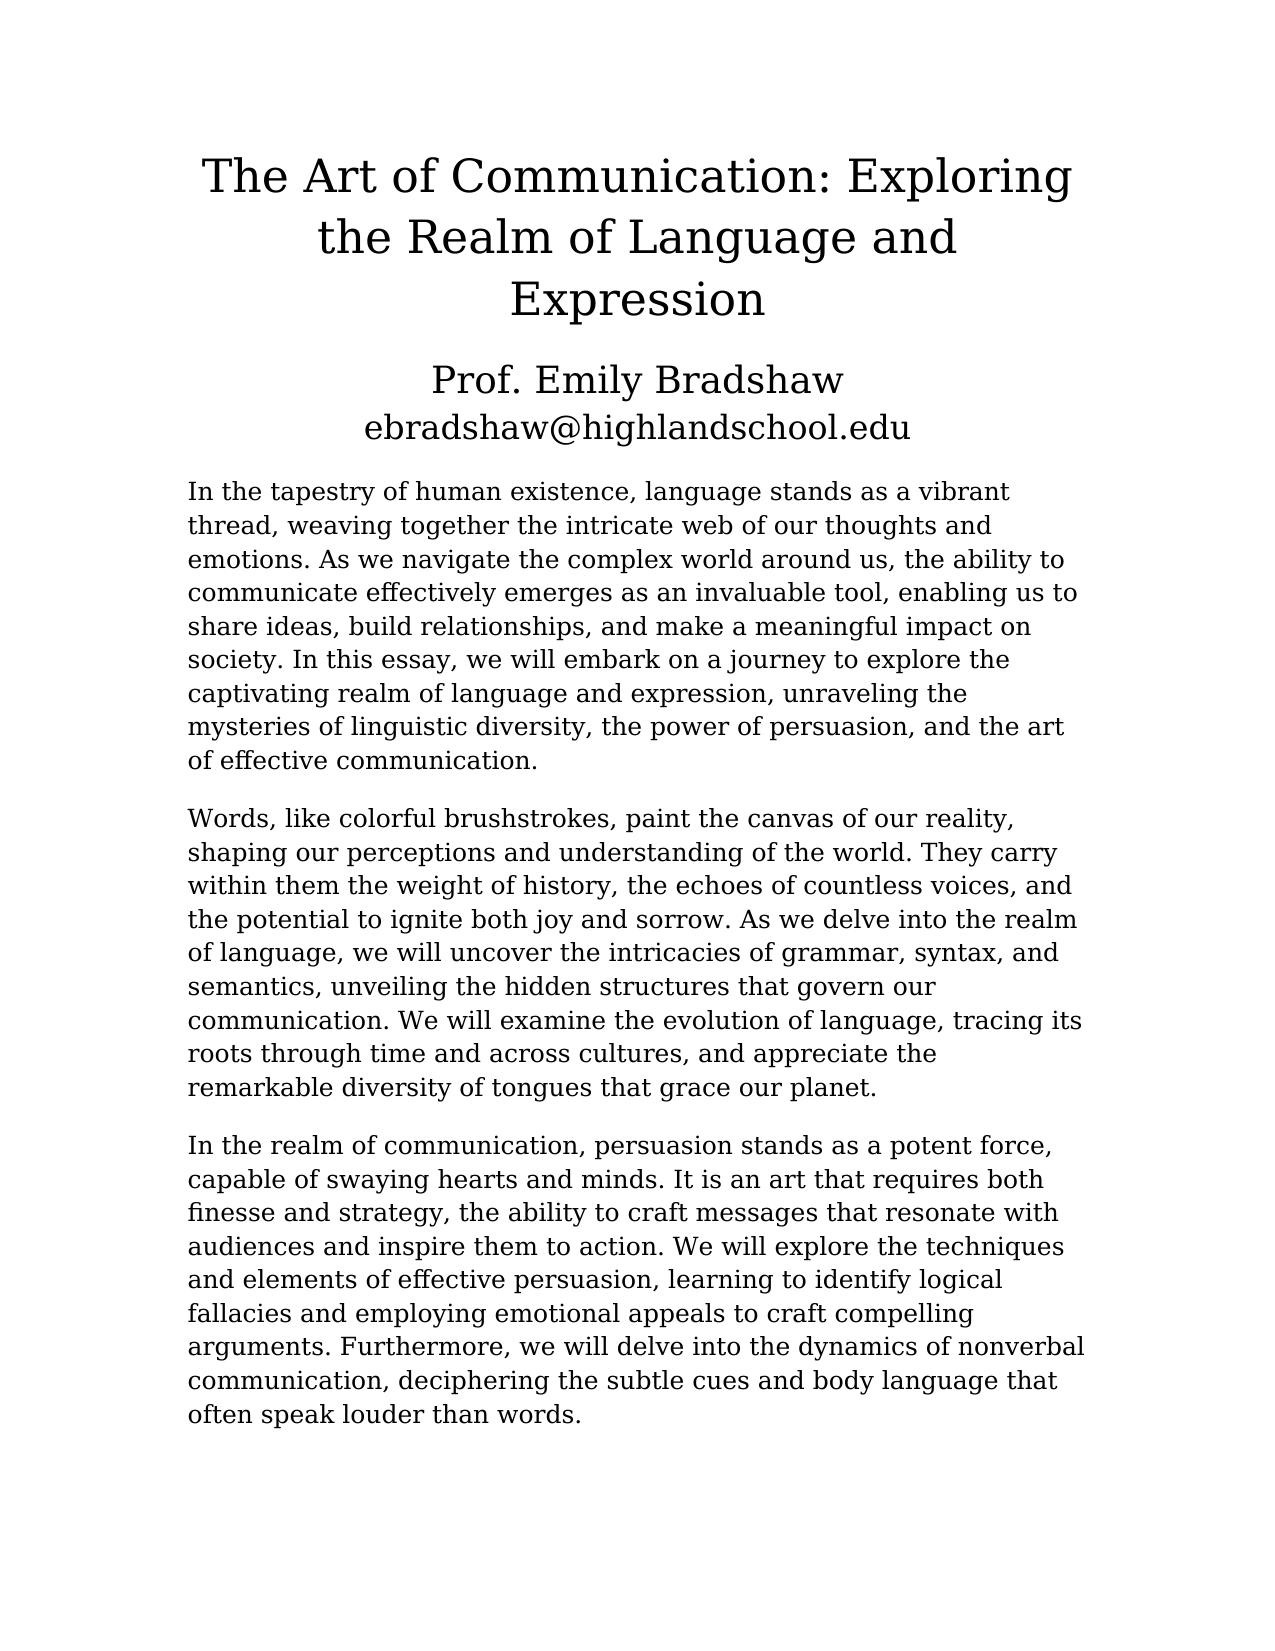 The Art of Communication: Exploring
the Realm of Language and
Expression
Prof. Emily Bradshaw
ebradshaw@highlandschool.edu
In the tapestry of human existence, language stands as a vibrant
thread, weaving together the intricate web of our thoughts and
emotions. As we navigate the complex world around us, the ability to
communicate effectively emerges as an invaluable tool, enabling us to
share ideas, build relationships, and make a meaningful impact on
society. In this essay, we will embark on a journey to explore the
captivating realm of language and expression, unraveling the
mysteries of linguistic diversity, the power of persuasion, and the art
of effective communication.
Words, like colorful brushstrokes, paint the canvas of our reality,
shaping our perceptions and understanding of the world. They carry
within them the weight of history, the echoes of countless voices, and
the potential to ignite both joy and sorrow. As we delve into the realm
of language, we will uncover the intricacies of grammar, syntax, and
semantics, unveiling the hidden structures that govern our
communication. We will examine the evolution of language, tracing its
roots through time and across cultures, and appreciate the
remarkable diversity of tongues that grace our planet.
In the realm of communication, persuasion stands as a potent force,
capable of swaying hearts and minds. It is an art that requires both
finesse and strategy, the ability to craft messages that resonate with
audiences and inspire them to action. We will explore the techniques
and elements of effective persuasion, learning to identify logical
fallacies and employing emotional appeals to craft compelling
arguments. Furthermore, we will delve into the dynamics of nonverbal
communication, deciphering the subtle cues and body language that
often speak louder than words.